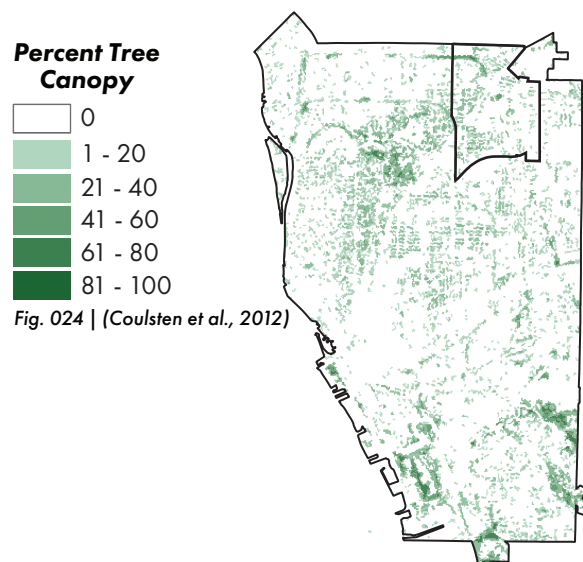 Percent Tree
Canopy
0
1 - 20
21 - 40
41 - 60
61 - 80
81 - 100
Fig. 024 | (Coulsten et al., 2012)